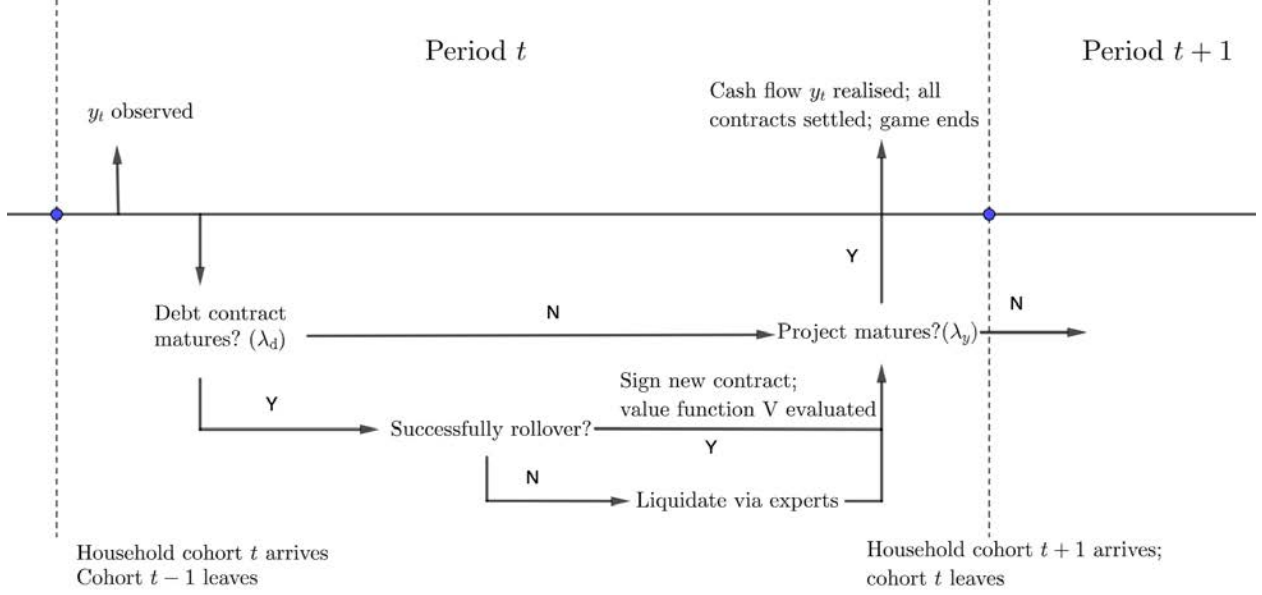 Period t
Period t + 1
y_t observed
Cash flow y_t realised; all
contracts settled; game ends
Y
Debt contract
matures? (λ_d)
N
Project matures?(λ_y)
N
Sign new contract;
value function V evaluated
Y
Successfully rollover?
Y
N
Liquidate via experts
Household cohort t arrives
Cohort t − 1 leaves
Household cohort t + 1 arrives;
cohort t leaves